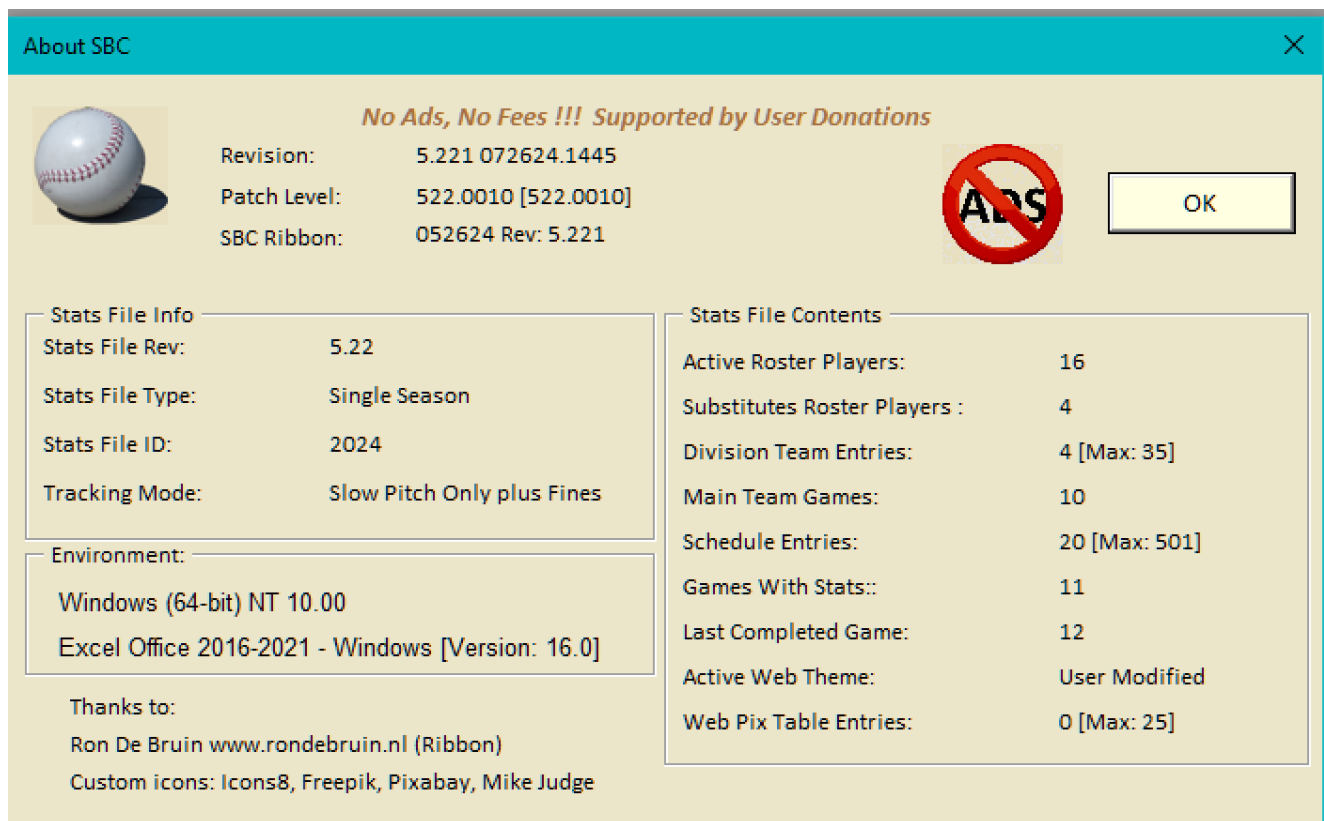 About SBC
No Ads, No Fees !!! Supported by User Donations
Revision: 5.221 072624.1445
Patch Level: 522.0010 [522.0010]
SBC Ribbon: 052624 Rev: 5.221
ADS
OK
Stats File Info
Stats File Rev: 5.22
Stats File Type: Single Season
Stats File ID: 2024
Tracking Mode: Slow Pitch Only plus Fines
Environment:
Windows (64-bit) NT 10.00
Excel Office 2016-2021 - Windows [Version: 16.0]
Thanks to:
Ron De Bruin www.rondebruin.nl (Ribbon)
Custom icons: Icons8, Freepik, Pixabay, Mike Judge
Stats File Contents
Active Roster Players: 16
Substitutes Roster Players : 4
Division Team Entries: 4 [Max: 35]
Main Team Games: 10
Schedule Entries: 20 [Max: 501]
Games With Stats:: 11
Last Completed Game: 12
Active Web Theme: User Modified
Web Pix Table Entries: 0 [Max: 25]